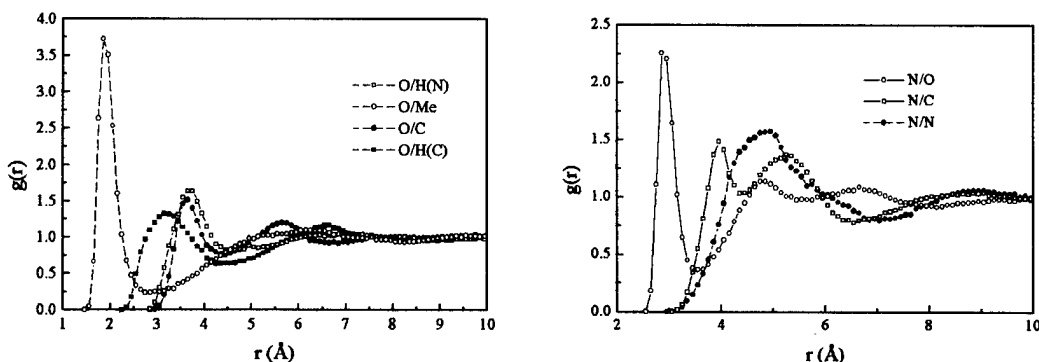 4.0
3.5
3.0
2.5
2.0
1.5
1.0
0.5
0.0
g(r)
O/H(N)
O/Me
O/C
O/H(C)
1 2 3 4 5 6 7 8 9 10
r (Å)
2.5
2.0
1.5
1.0
0.5
0.0
g(r)
N/O
N/C
N/N
2 4 6 8 10
r (Å)